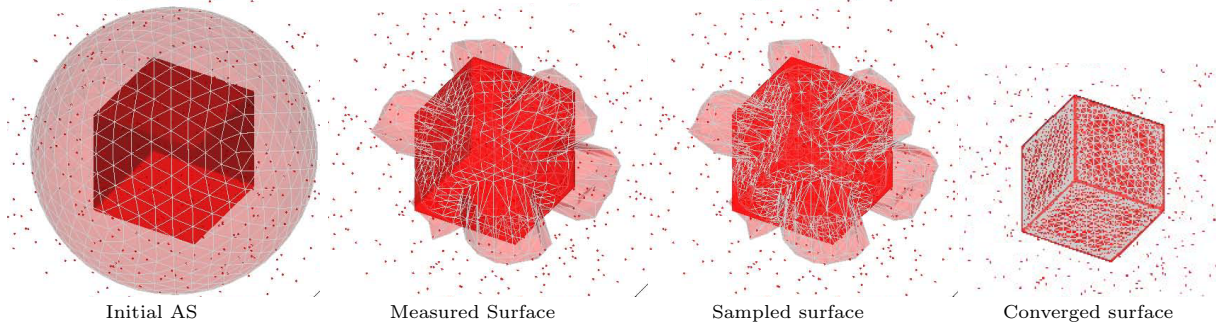 Initial AS
Measured Surface
Sampled surface
Converged surface